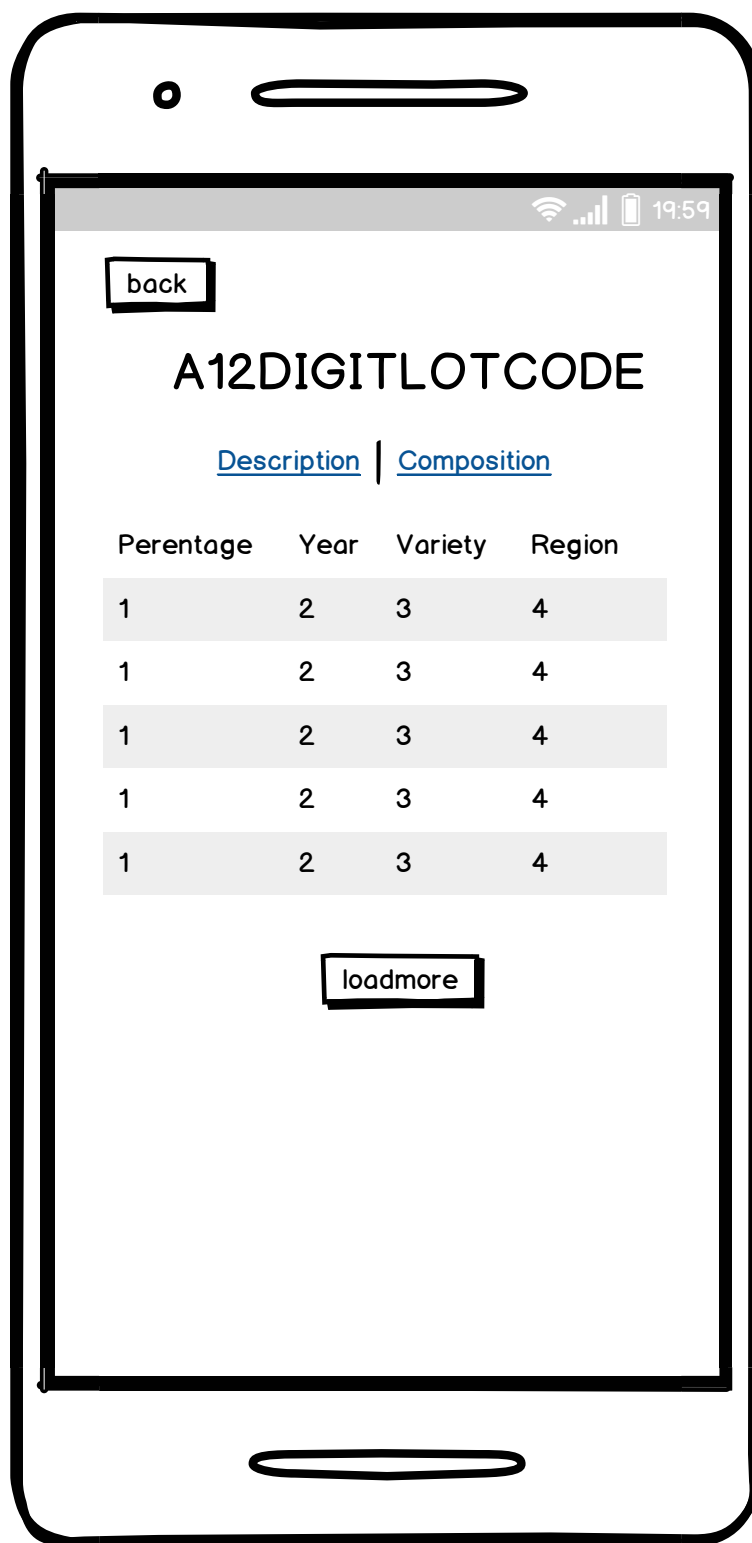 19:59
back
A12DIGITLOTCODE
Description | Composition
Perentage Year Variety Region
1 2 3 4
1 2 3 4
1 2 3 4
1 2 3 4
1 2 3 4
loadmore